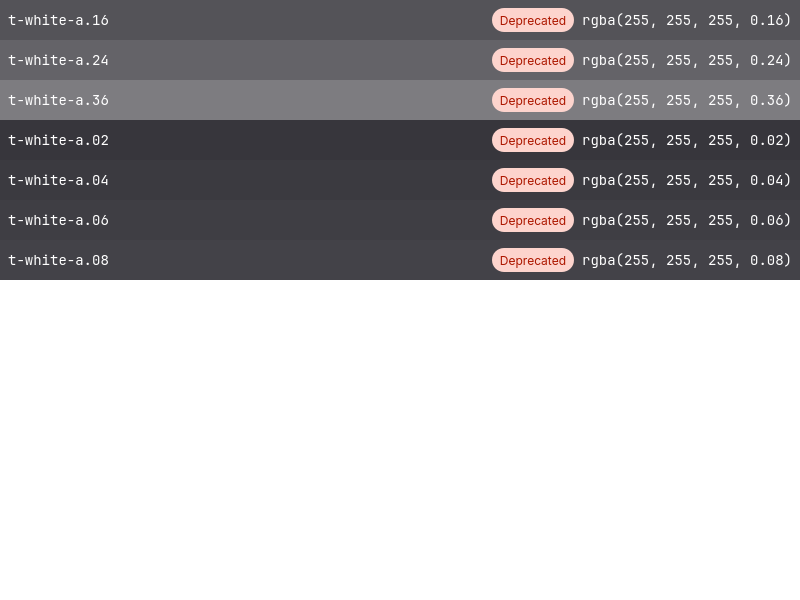 t-white-a.16 Deprecated rgba(255, 255, 255, 0.16)
t-white-a.24 Deprecated rgba(255, 255, 255, 0.24)
t-white-a.36 Deprecated rgba(255, 255, 255, 0.36)
t-white-a.02 Deprecated rgba(255, 255, 255, 0.02)
t-white-a.04 Deprecated rgba(255, 255, 255, 0.04)
t-white-a.06 Deprecated rgba(255, 255, 255, 0.06)
t-white-a.08 Deprecated rgba(255, 255, 255, 0.08)